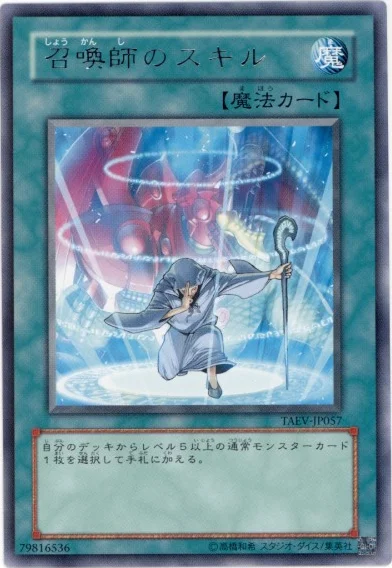 しょう かん し
召喚師のスキル
魔
ま ほう
【魔法カード】
TAEV-JP057
自分のデッキからレベル5以上の通常モンスターカード
1枚を選択して手札に加える。
79816536
©高橋和希 スタジオ・ダイス/集英社